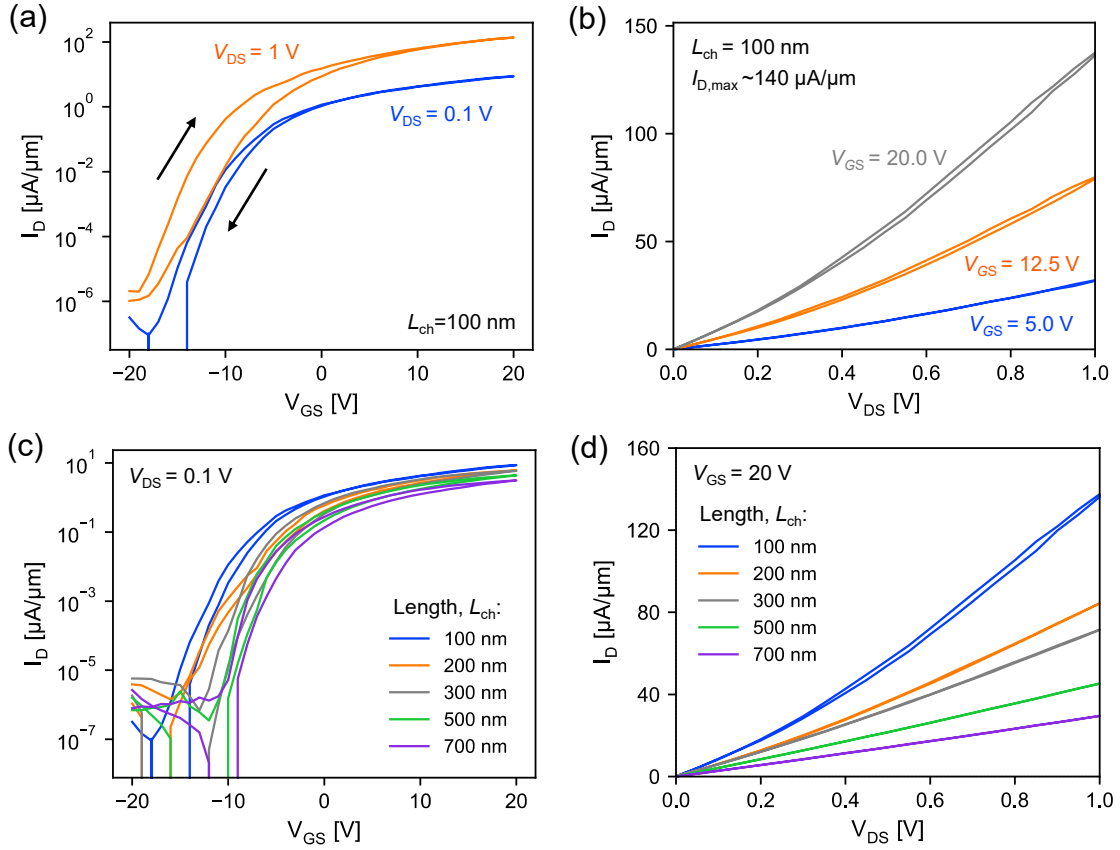 (a)
V_DS = 1 V
V_DS = 0.1 V
L_ch=100 nm
I_D [µA/µm]
10^2
10^0
10^-2
10^-4
10^-6
−20
−10
0
10
20
V_GS [V]
(b)
L_ch = 100 nm
I_D,max ~140 µA/µm
V_GS = 20.0 V
V_GS = 12.5 V
V_GS = 5.0 V
I_D [µA/µm]
150
100
50
0
0.0
0.2
0.4
0.6
0.8
1.0
V_DS [V]
(c)
V_DS = 0.1 V
Length, L_ch:
100 nm
200 nm
300 nm
500 nm
700 nm
I_D [µA/µm]
10^1
10^-1
10^-3
10^-5
10^-7
−20
−10
0
10
20
V_GS [V]
(d)
V_GS = 20 V
Length, L_ch:
100 nm
200 nm
300 nm
500 nm
700 nm
I_D [µA/µm]
160
120
80
40
0
0.0
0.2
0.4
0.6
0.8
1.0
V_DS [V]